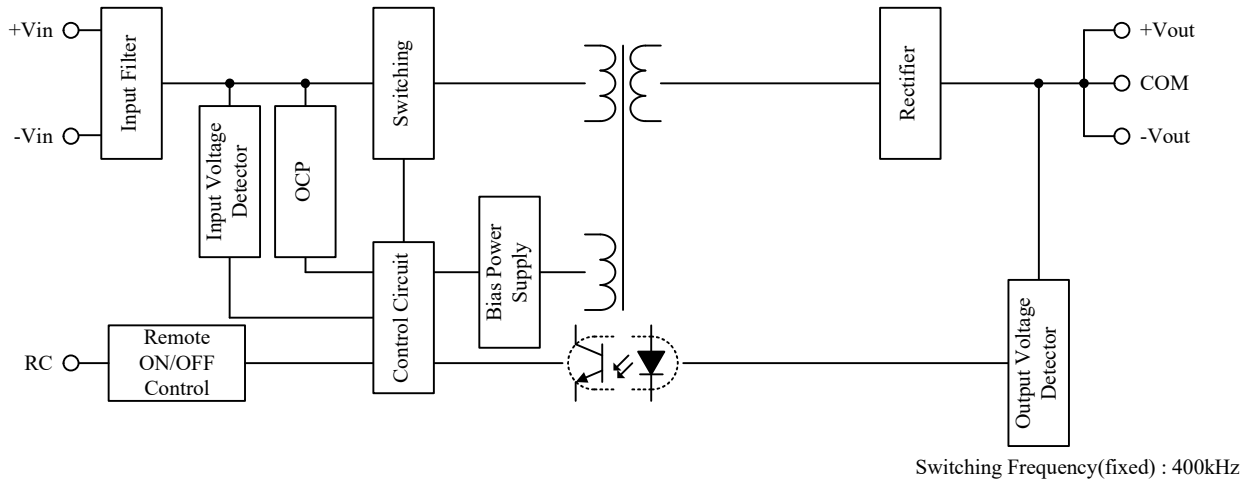 +Vin
-Vin
Input Filter
Input Voltage
Detector
OCP
Switching
Control Circuit
Bias Power
Supply
RC
Remote
ON/OFF
Control
Rectifier
+Vout
COM
-Vout
Output Voltage
Detector
Switching Frequency(fixed) : 400kHz